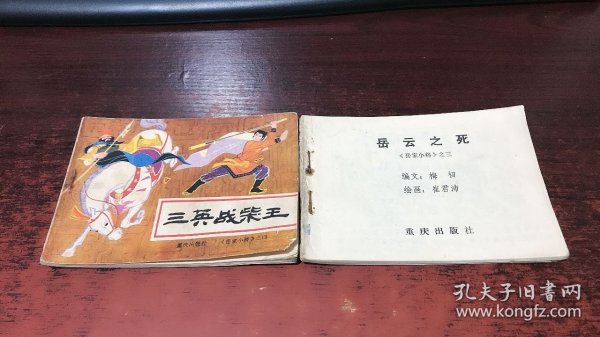 三英战柴王
重庆出版社 《岳家小将》之四
岳云之死
《岳家小将》之三
编文：梅初
绘画：崔君沛
重庆出版社
孔夫子旧书网
www.kongfz.com